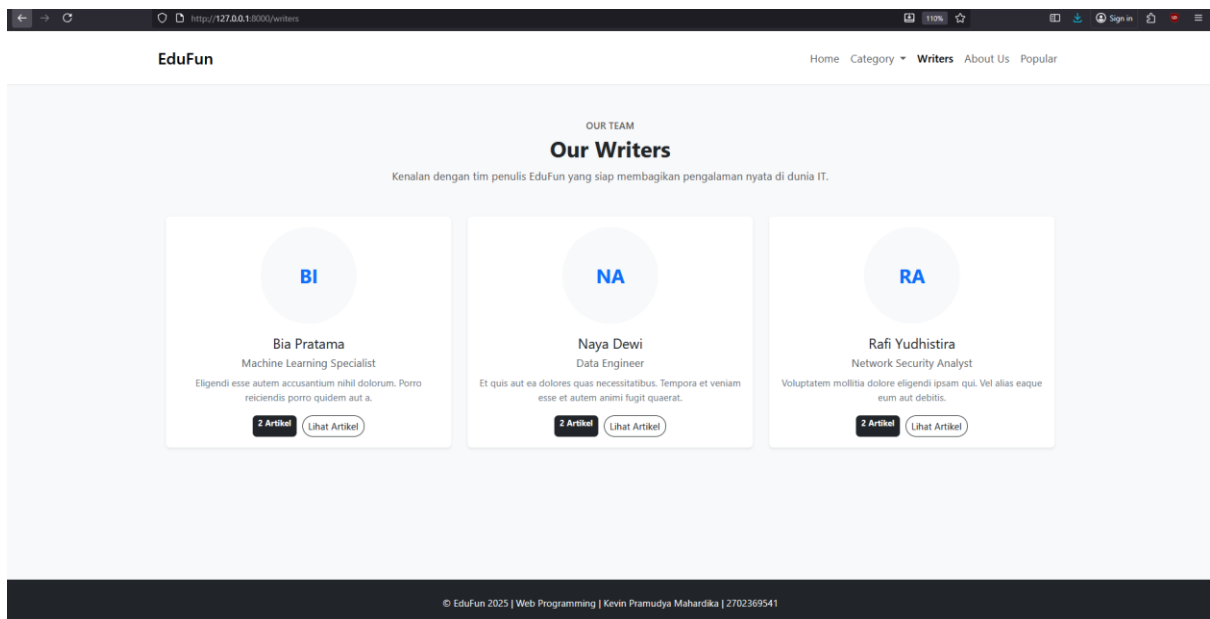 http://127.0.0.1:8000/writers
110%
Sign in
EduFun
Home Category Writers About Us Popular
OUR TEAM
Our Writers
Kenalan dengan tim penulis EduFun yang siap membagikan pengalaman nyata di dunia IT.
BI
Bia Pratama
Machine Learning Specialist
Eligendi esse autem accusantium nihil dolorum. Porro
reiciendis porro quidem aut a.
2 Artikel Lihat Artikel
NA
Naya Dewi
Data Engineer
Et quis aut ea dolores quas necessitatibus. Tempora et veniam
esse et autem animi fugit quaerat.
2 Artikel Lihat Artikel
RA
Rafi Yudhistira
Network Security Analyst
Voluptatem mollitia dolore eligendi ipsam qui. Vel alias eaque
eum aut debitis.
2 Artikel Lihat Artikel
© EduFun 2025 | Web Programming | Kevin Pramudya Mahardika | 2702369541